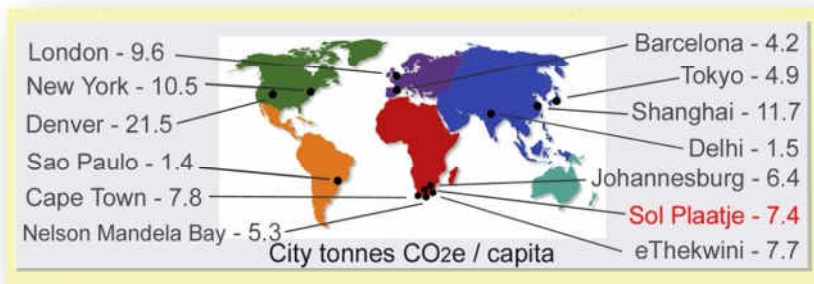 London - 9.6
New York - 10.5
Denver - 21.5
Sao Paulo - 1.4
Cape Town - 7.8
Nelson Mandela Bay - 5.3
Barcelona - 4.2
Tokyo - 4.9
Shanghai - 11.7
Delhi - 1.5
Johannesburg - 6.4
Sol Plaatje - 7.4
eThekwini - 7.7
City tonnes CO2e / capita